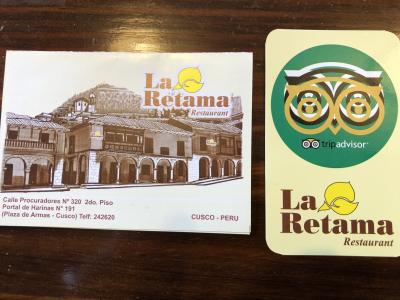 La
Retama
Restaurant
Calle Procuradores Nº 320 2do. Piso
Portal de Harinas N° 191
(Plaza de Armas - Cusco) Telf: 242620
CUSCO - PERU
tripadvisor®
La
Retama
Restaurant